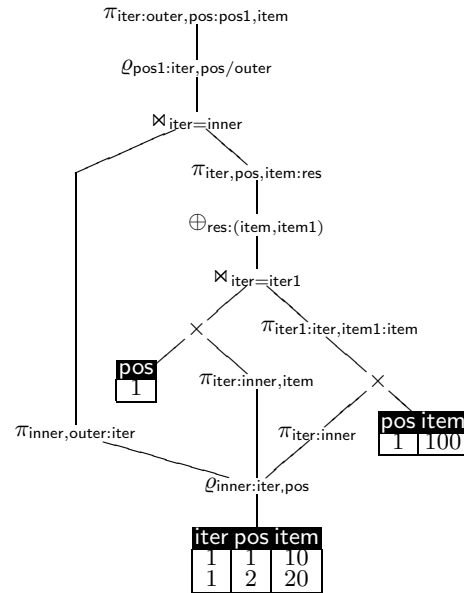 π iter:outer,pos:pos1,item
ϱ pos1:iter,pos/outer
⋈ iter=inner
π iter,pos,item:res
⊕ res:(item,item1)
⋈ iter=iter1
× π iter1:iter,item1:item
pos
1
π iter:inner,item ×
pos item
1 100
π inner,outer:iter π iter:inner
ϱ inner:iter,pos
iter pos item
1 1 10
1 2 20